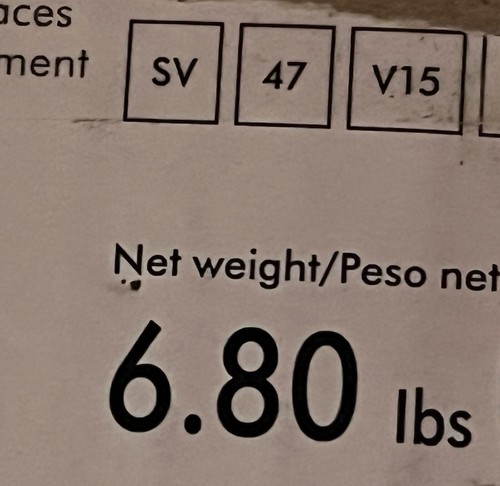 aces
ment
SV 47 V15
Net weight/Peso net
6.80 lbs